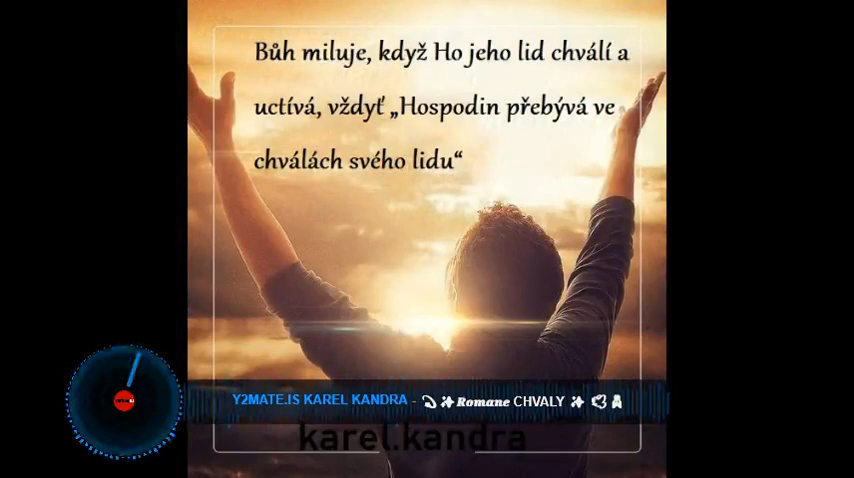 Bůh miluje, když Ho jeho lid chválí a
uctívá, vždyť „Hospodin přebývá ve
chválách svého lidu“
Y2MATE.IS KAREL KANDRA - Romane CHVALY
karel.kandra